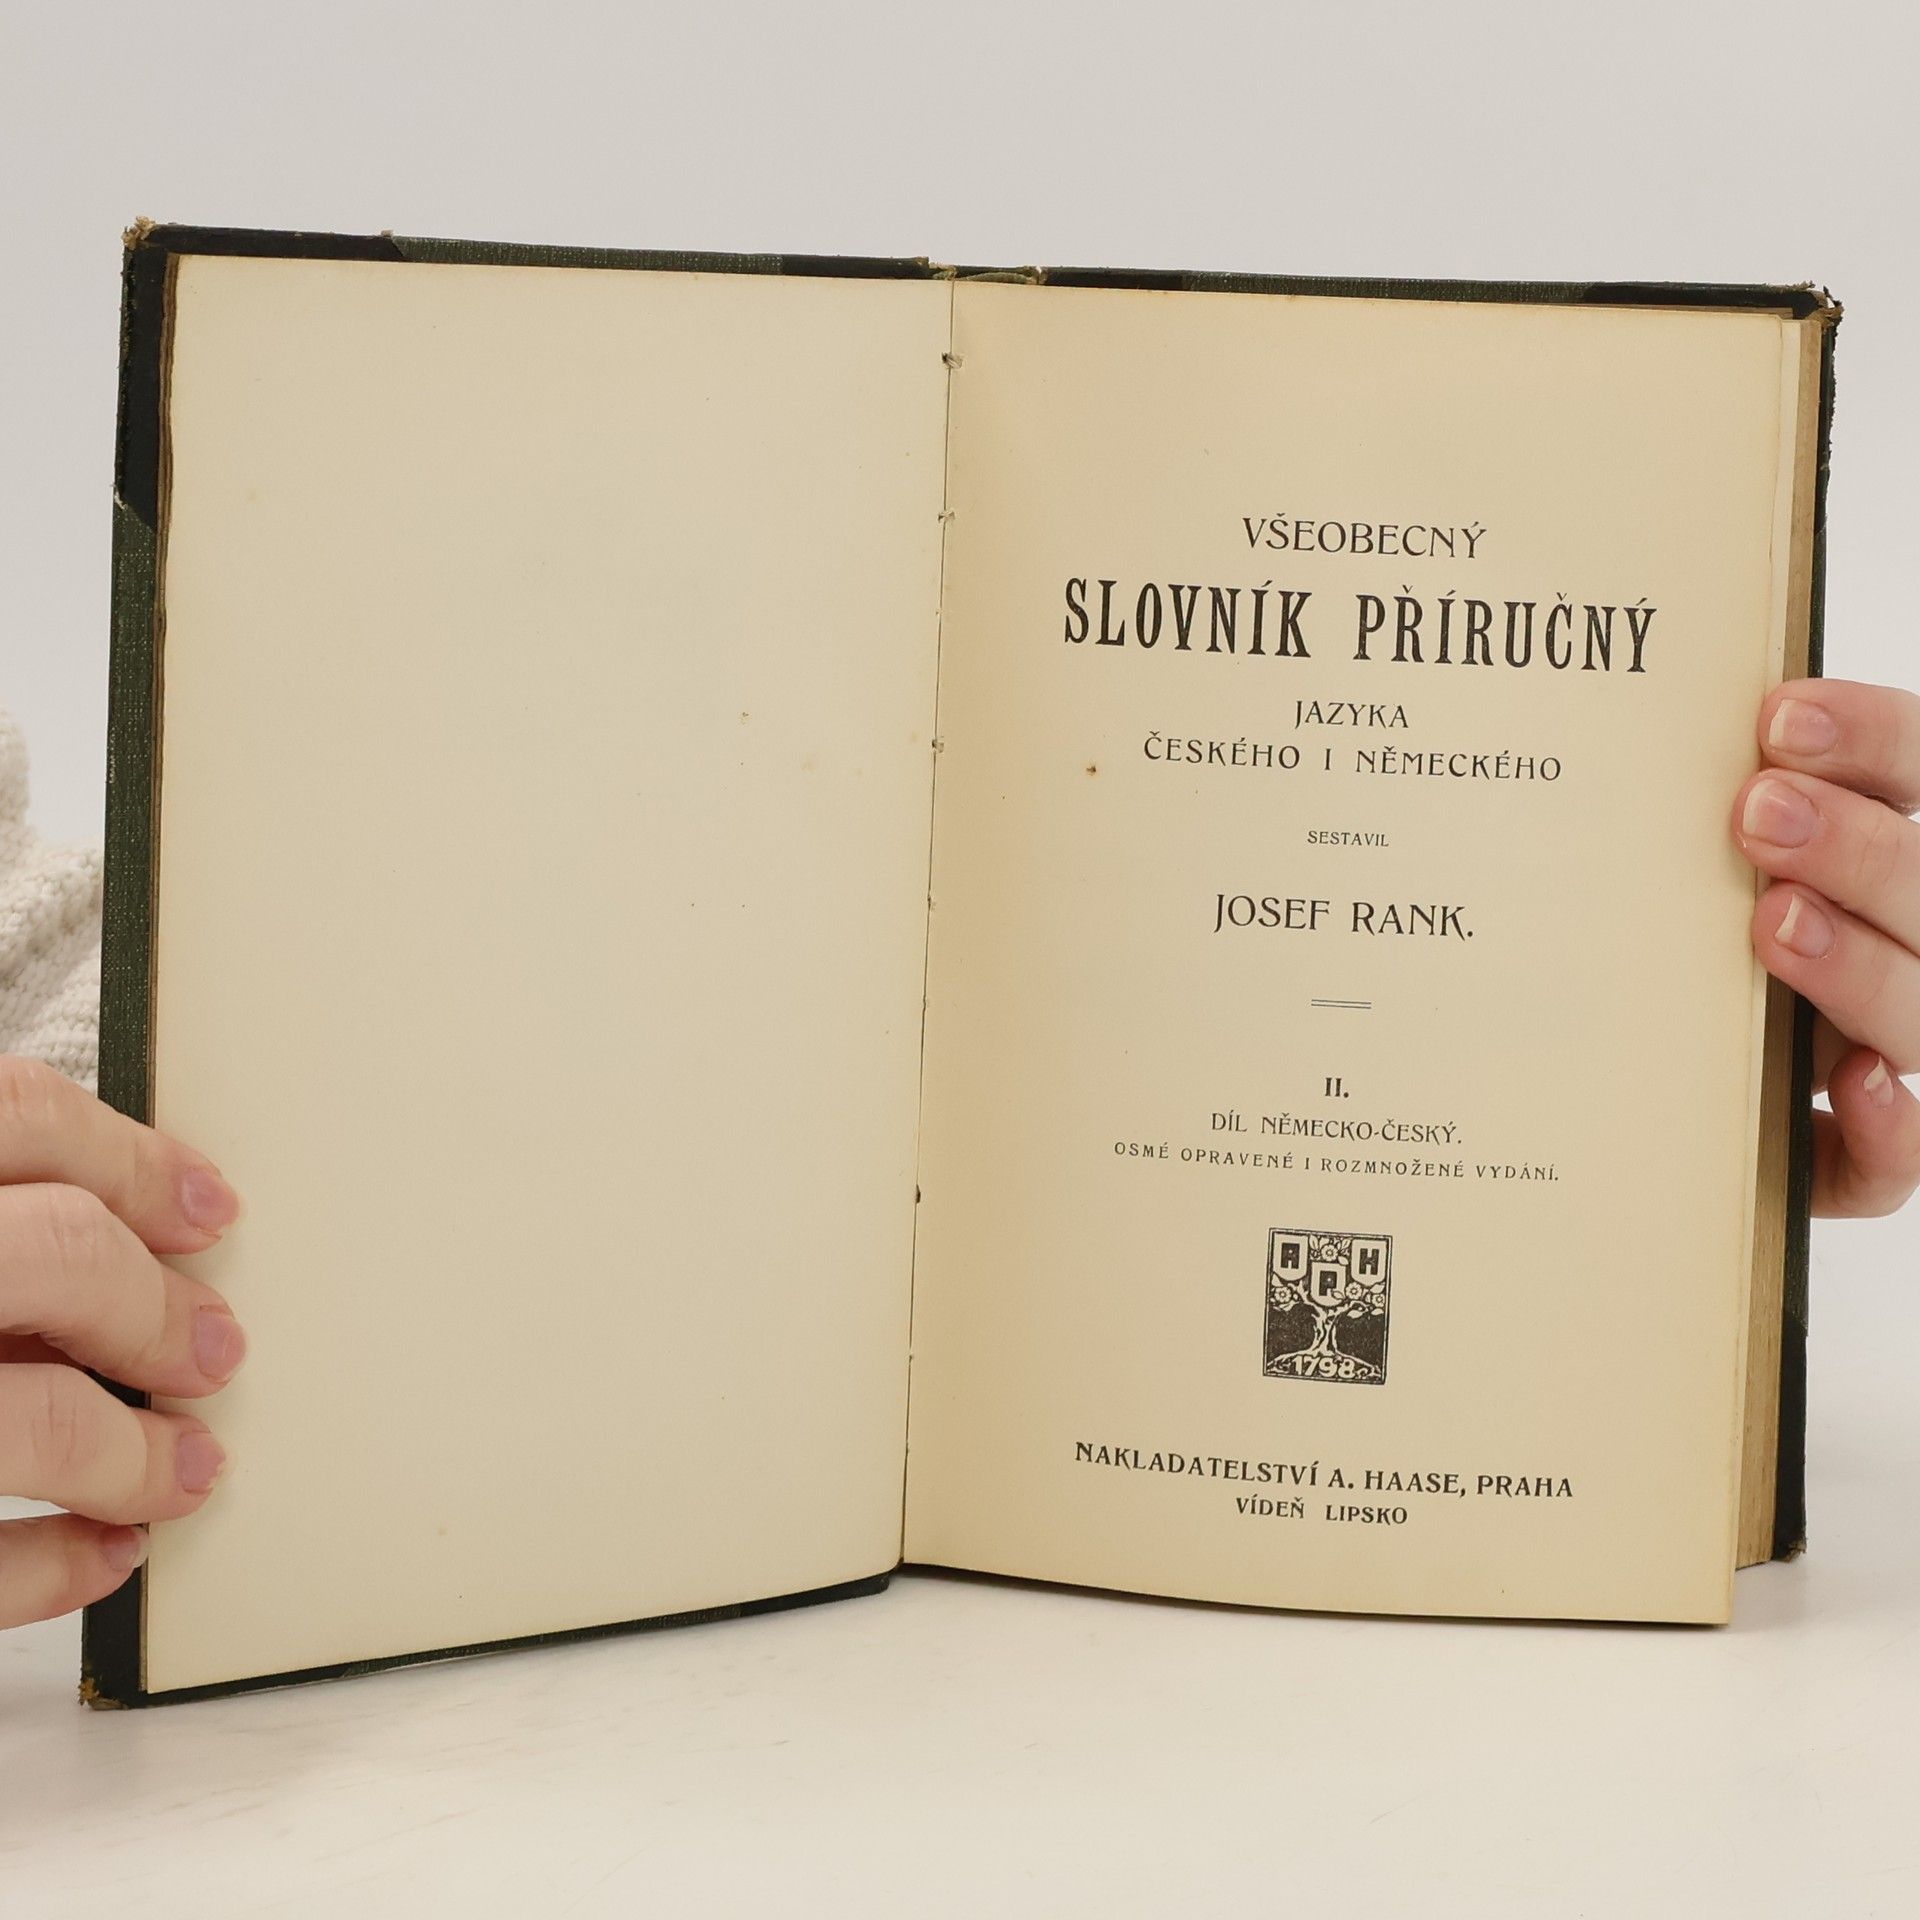 VŠEOBECNÝ
SLOVNÍK PŘÍRUČNÝ
JAZYKA
ČESKÉHO I NĚMECKÉHO
SESTAVIL
JOSEF RANK.
II.
DÍL NĚMECKO-ČESKÝ.
OSMÉ OPRAVENÉ I ROZMNOŽENÉ VYDÁNÍ.
A P H
1798
NAKLADATELSTVÍ A. HAASE, PRAHA
VÍDEŇ LIPSKO